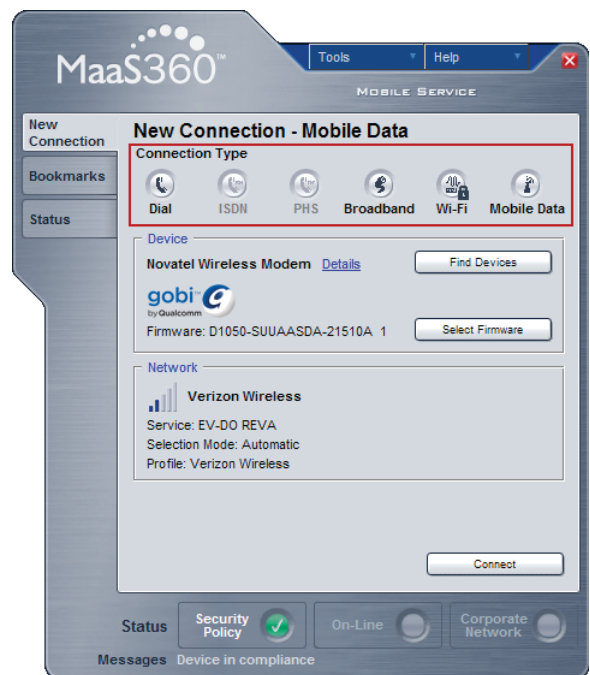 MaaS360™
Tools
Help
MOBILE SERVICE
New
Connection
Bookmarks
Status
New Connection - Mobile Data
Connection Type
Dial
ISDN
PHS
Broadband
Wi-Fi
Mobile Data
Device
Novatel Wireless Modem Details
Find Devices
gobi™
by Qualcomm
Firmware: D1050-SUUAASDA-21510A 1
Select Firmware
Network
Verizon Wireless
Service: EV-DO REVA
Selection Mode: Automatic
Profile: Verizon Wireless
Connect
Status
Security
Policy
On-Line
Corporate
Network
Messages Device in compliance